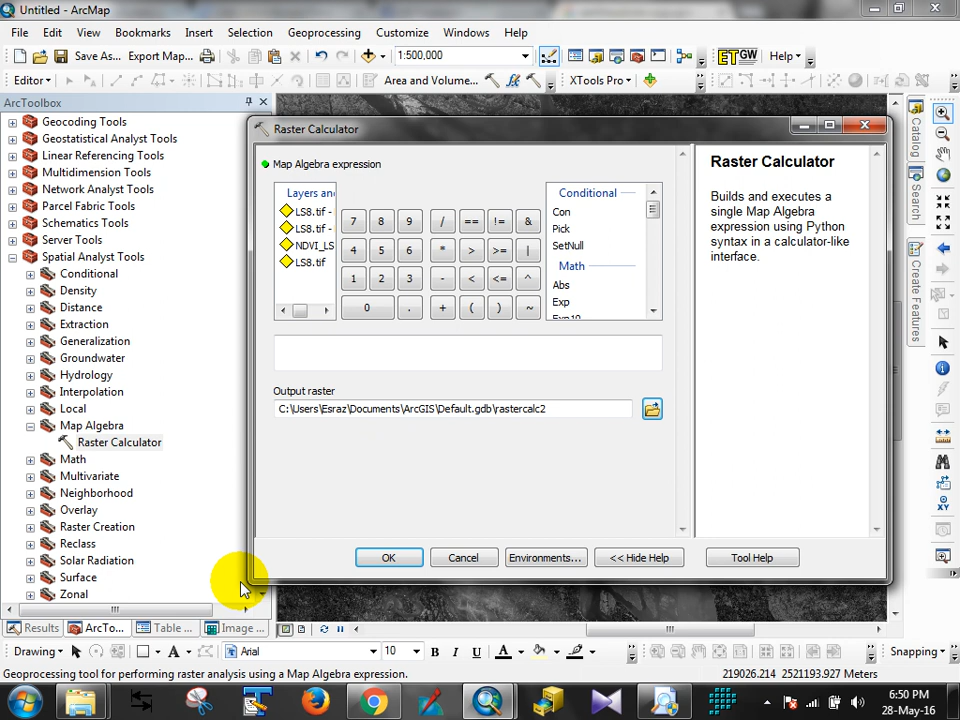 Untitled - ArcMap
File Edit View Bookmarks Insert Selection Geoprocessing Customize Windows Help
Save As... Export Map... 1:500,000 ET GW Help
Editor Area and Volume... XTools Pro
ArcToolbox
Geocoding Tools
Geostatistical Analyst Tools
Linear Referencing Tools
Multidimension Tools
Network Analyst Tools
Parcel Fabric Tools
Schematics Tools
Server Tools
Spatial Analyst Tools
Conditional
Density
Distance
Extraction
Generalization
Groundwater
Hydrology
Interpolation
Local
Map Algebra
Raster Calculator
Math
Multivariate
Neighborhood
Overlay
Raster Creation
Reclass
Solar Radiation
Surface
Zonal
Results ArcTo... Table ... Image ...
Raster Calculator
Map Algebra expression
Layers an
LS8.tif -
LS8.tif -
NDVI_LS
LS8.tif
7 8 9 / == != &
4 5 6 * > >= |
1 2 3 - < <= ^
0 . + ( ) ~
Conditional
Con
Pick
SetNull
Math
Abs
Exp
Exp10
Output raster
C:\Users\Esraz\Documents\ArcGIS\Default.gdb\rastercalc2
OK Cancel Environments... << Hide Help Tool Help
Raster Calculator
Builds and executes a
single Map Algebra
expression using Python
syntax in a calculator-like
interface.
Catalog
Search
Create Features
Drawing A Arial 10 B I U A Snapping
Geoprocessing tool for performing raster analysis using a Map Algebra expression. 219026.214 2521193.927 Meters
6:50 PM
28-May-16